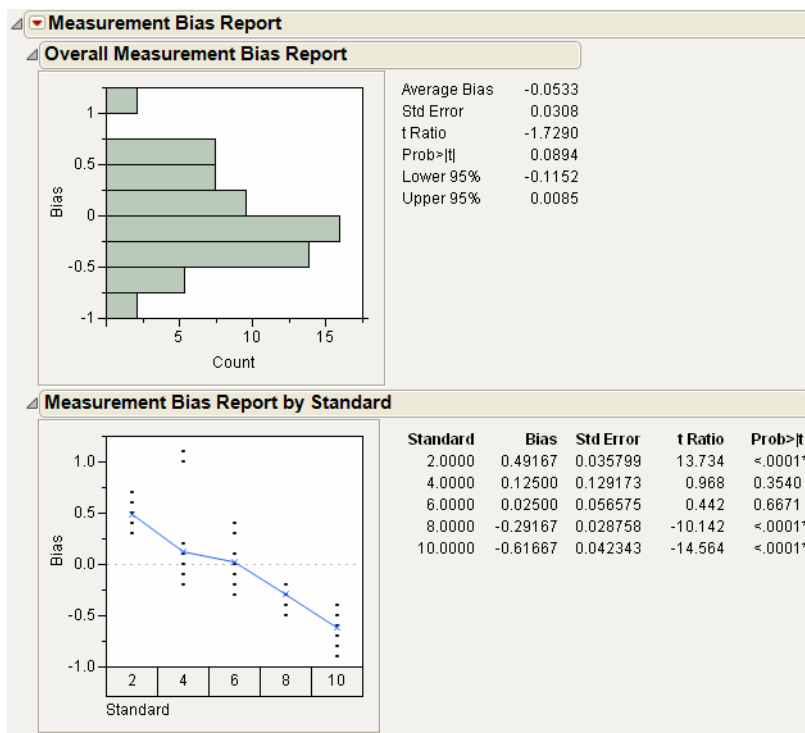 Measurement Bias Report
Overall Measurement Bias Report
1
0.5
0
-0.5
-1
Bias
5 10 15
Count
Average Bias -0.0533
Std Error 0.0308
t Ratio -1.7290
Prob>|t| 0.0894
Lower 95% -0.1152
Upper 95% 0.0085
Measurement Bias Report by Standard
1.0
0.5
0.0
-0.5
-1.0
Bias
2 4 6 8 10
Standard
Standard Bias Std Error t Ratio Prob>|t
2.0000 0.49167 0.035799 13.734 <.0001*
4.0000 0.12500 0.129173 0.968 0.3540
6.0000 0.02500 0.056575 0.442 0.6671
8.0000 -0.29167 0.028758 -10.142 <.0001*
10.0000 -0.61667 0.042343 -14.564 <.0001*